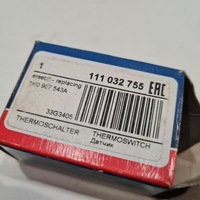 1
111 032 755
ersetzt - replacing
1H0 907 543A
EAC
33G3405
THERMOSCHALTER
THERMOSWITCH
Датчик